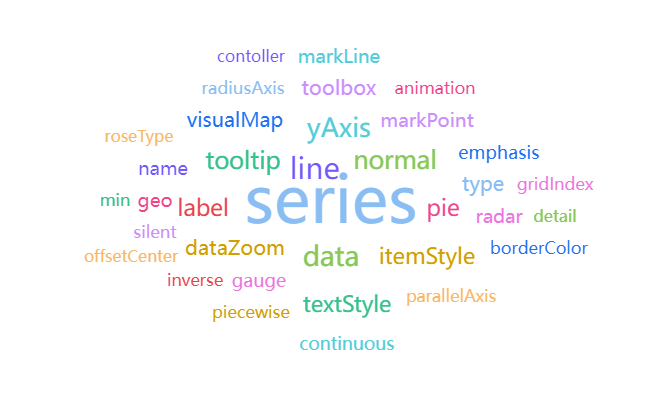 contoller markLine
radiusAxis toolbox animation
visualMap yAxis markPoint
roseType
tooltip line normal emphasis
name type gridIndex
min geo label series pie radar detail
silent
offsetCenter dataZoom data itemStyle borderColor
inverse gauge
piecewise textStyle parallelAxis
continuous